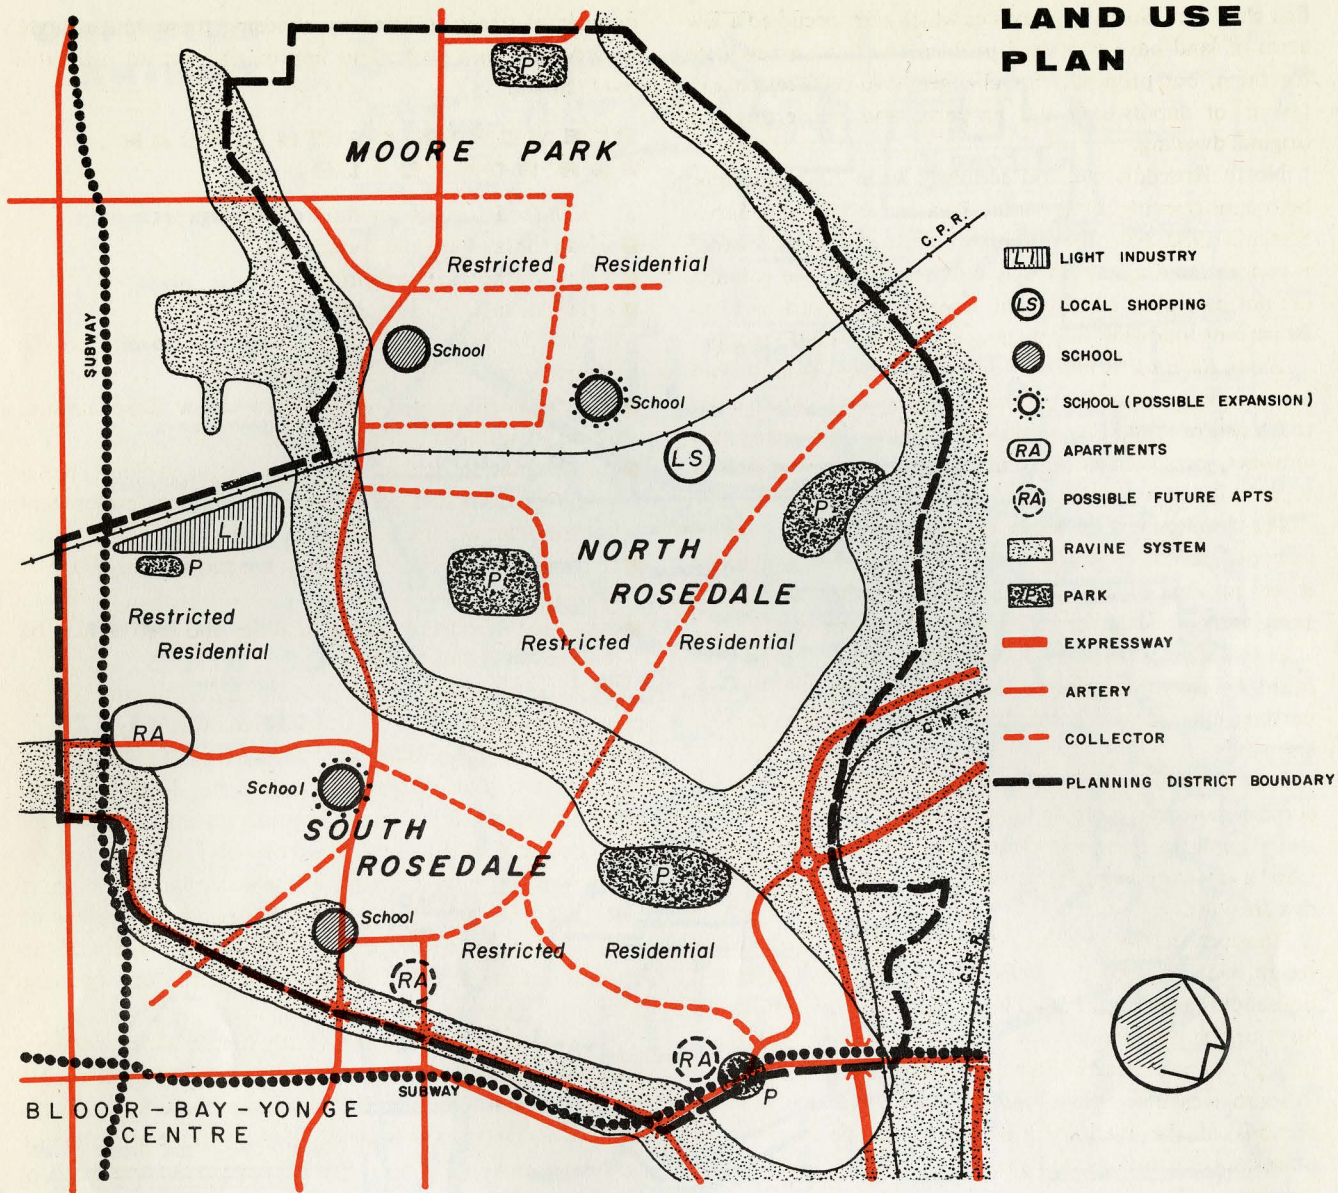 LAND USE
PLAN
P
MOORE PARK
C.P.R.
Restricted Residential
SUBWAY
School
School
LS
LI
P
P
P
NORTH
ROSEDALE
Restricted
Residential
Restricted Residential
RA
C.N.R.
School
SOUTH
ROSEDALE
P
School
Restricted Residential
RA
C.P.R.
RA
P
SUBWAY
BLOOR-BAY-YONGE
CENTRE
LI LIGHT INDUSTRY
LS LOCAL SHOPPING
SCHOOL
SCHOOL (POSSIBLE EXPANSION)
RA APARTMENTS
RA POSSIBLE FUTURE APTS
RAVINE SYSTEM
P PARK
EXPRESSWAY
ARTERY
COLLECTOR
PLANNING DISTRICT BOUNDARY